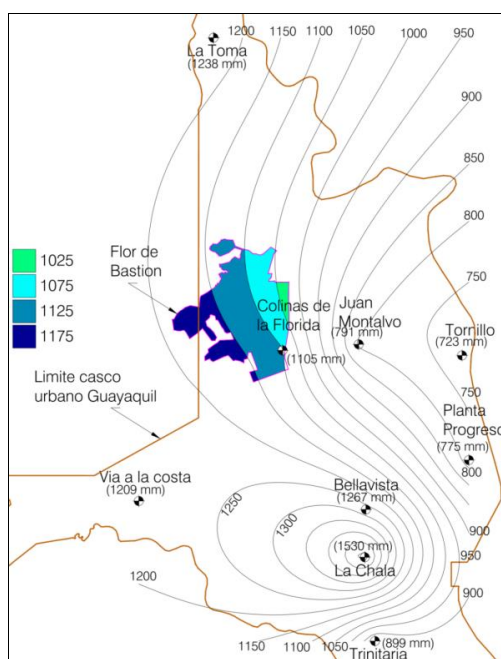 1200
1150
1100
1050
1000
950
La Toma
(1238 mm)
900
850
800
1025
1075
1125
1175
Flor de
Bastion
750
Colinas de
la Florida
(1105 mm)
Juan
Montalvo
(791 mm)
Tornillo
(723 mm)
Limite casco
urbano Guayaquil
750
Planta
Progreso
(775 mm)
800
Via a la costa
(1209 mm)
Bellavista
(1267 mm)
1250
1300
(1530 mm)
La Chala
900
950
1200
900
1150
1100
1050
(899 mm)
Trinitaria